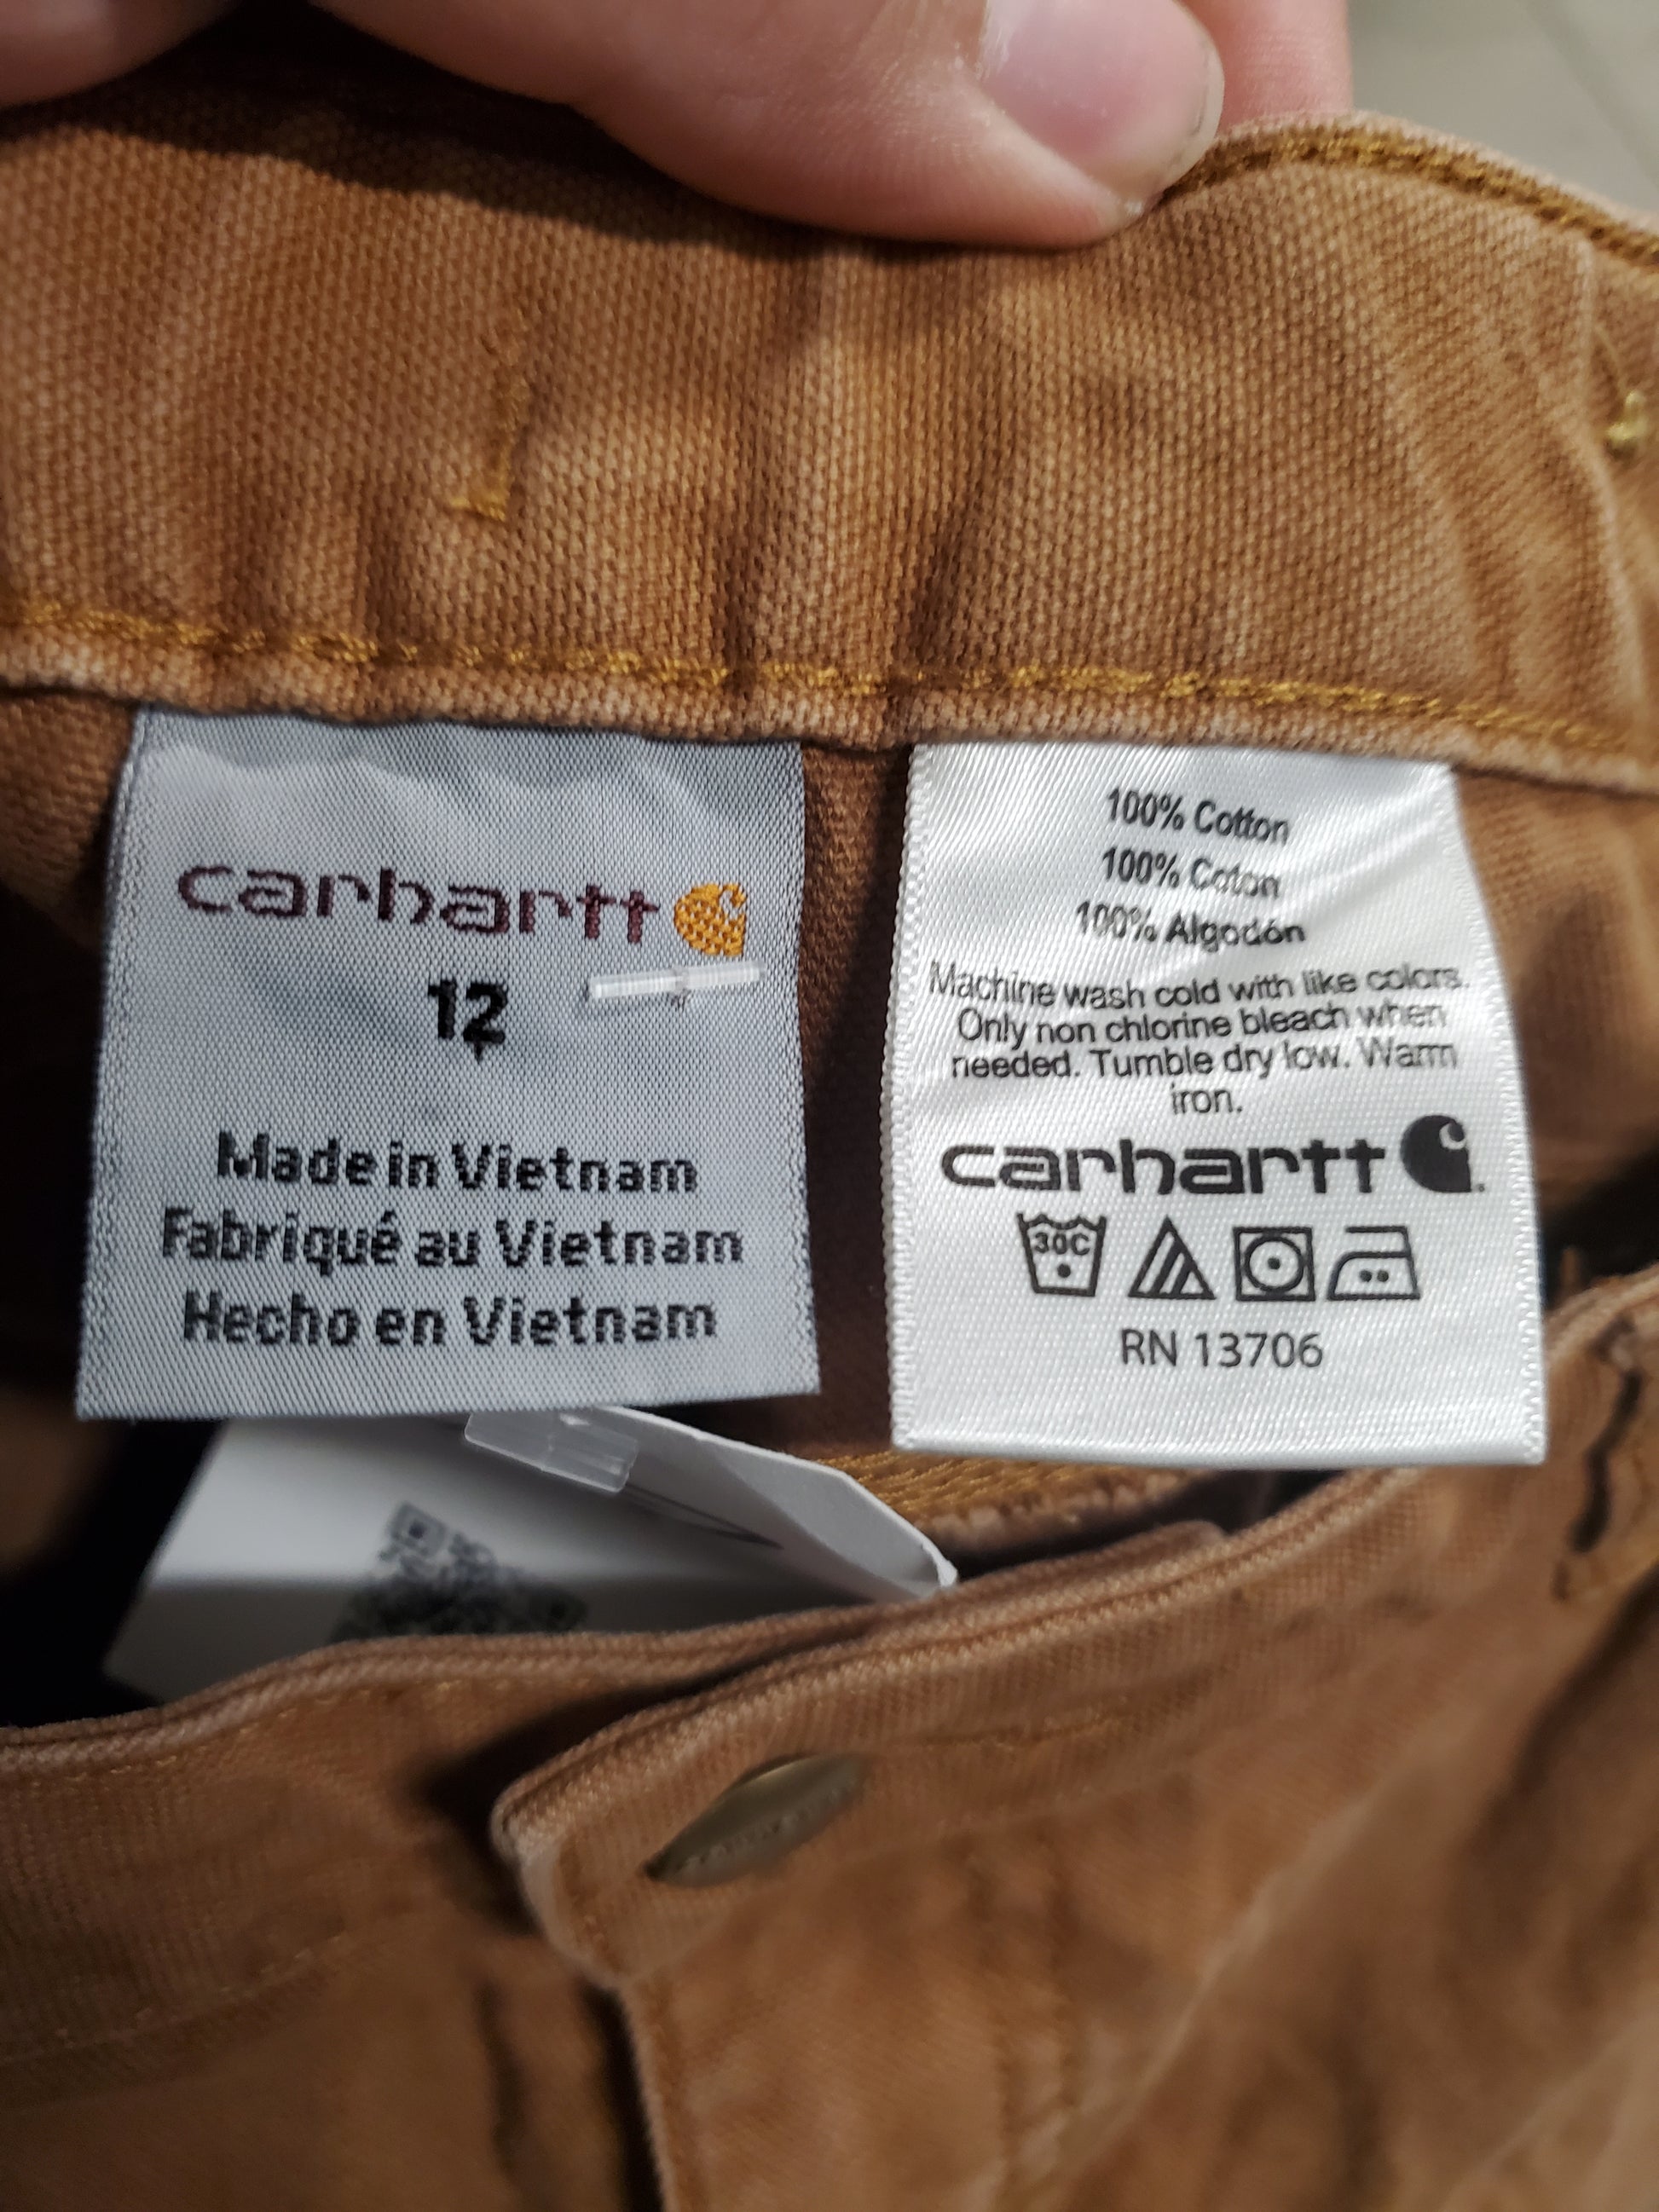 carhartt
12
Made in Vietnam
Fabriqué au Vietnam
Hecho en Vietnam
100% Cotton
100% Coton
100% Algodón
Machine wash cold with like colors.
Only non chlorine bleach when
needed. Tumble dry low. Warm
iron.
carhartt
30C
RN 13706